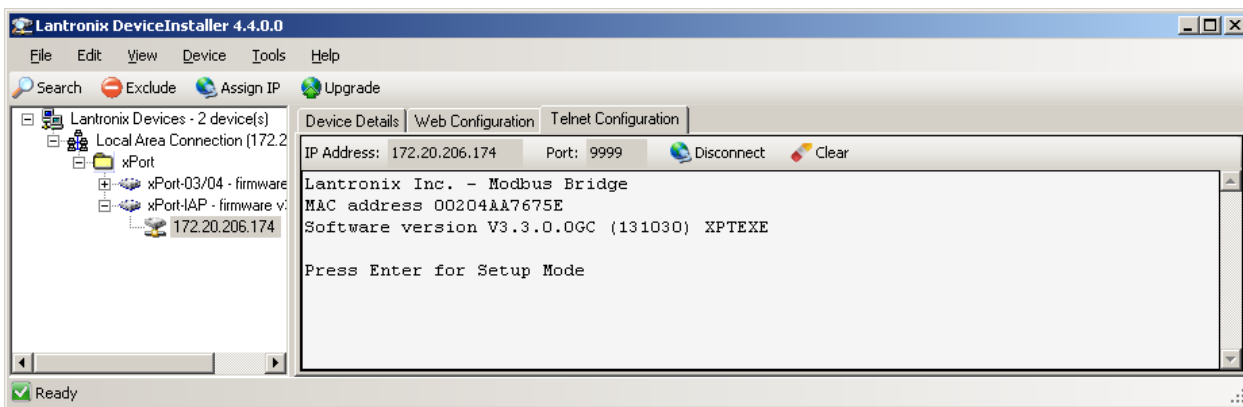 Lantronix DeviceInstaller 4.4.0.0
File Edit View Device Tools Help
Search Exclude Assign IP Upgrade
Lantronix Devices - 2 device(s)
Local Area Connection (172.2
xPort
xPort-03/04 - firmware
xPort-IAP - firmware v
172.20.206.174
Device Details Web Configuration Telnet Configuration
IP Address: 172.20.206.174 Port: 9999 Disconnect Clear
Lantronix Inc. - Modbus Bridge
MAC address 00204AA7675E
Software version V3.3.0.0GC (131030) XPTEXE
Press Enter for Setup Mode
Ready